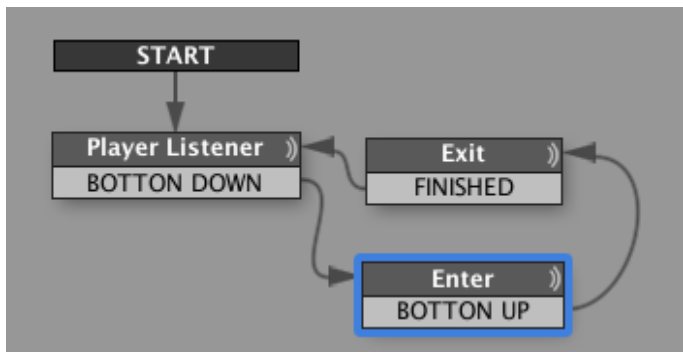 START
Player Listener
BOTTON DOWN
Exit
FINISHED
Enter
BOTTON UP